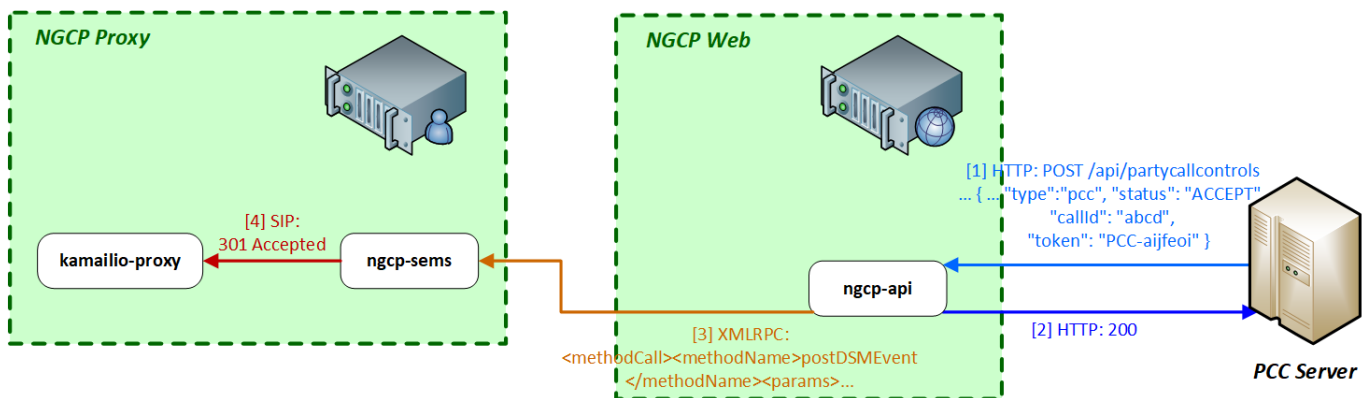 NGCP Proxy
NGCP Web
[1] HTTP: POST /api/partycallcontrols
... { ... "type":"pcc", "status": "ACCEPT"
"callId": "abcd",
"token": "PCC-aijfeoi" }
[4] SIP:
301 Accepted
kamailio-proxy
ngcp-sems
ngcp-api
[3] XMLRPC:
<methodCall><methodName>postDSMEvent
</methodName><params>...
[2] HTTP: 200
PCC Server